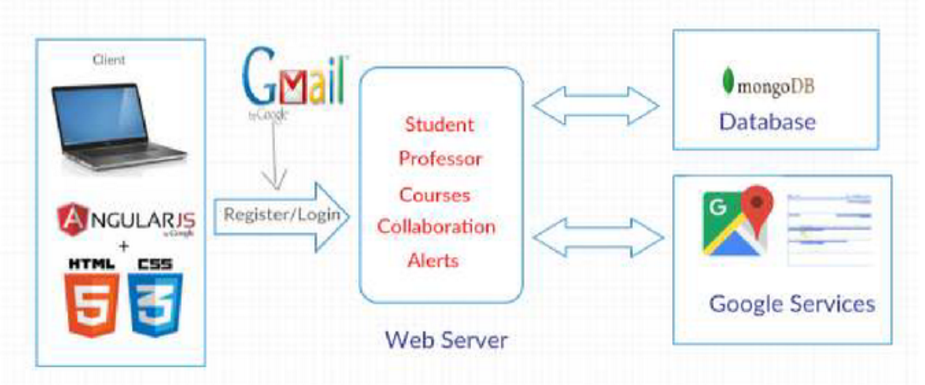 Client
ANGULARJS
by Google
+
HTML
5
CSS
3
Gmail
by Google
Register/Login
Student
Professor
Courses
Collaboration
Alerts
Web Server
mongoDB
Database
G
Google Services